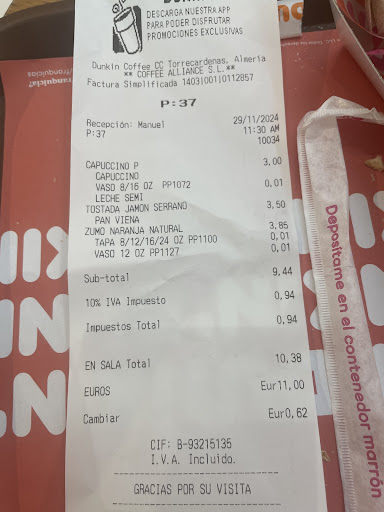 DESCARGA NUESTRA APP
PARA PODER DISFRUTAR
PROMOCIONES EXCLUSIVAS
Dunkin Coffee CC Torrecardenas, Almeria
** COFFEE ALLIANCE S.L.**
Factura Simplificada 1403|001|0112857
P:37
Recepción: Manuel 29/11/2024
P:37 11:30 AM
10034
CAPUCCINO P 3,00
CAPUCCINO
VASO 8/16 OZ PP1072 0,01
LECHE SEMI
TOSTADA JAMON SERRANO 3,50
PAN VIENA
ZUMO NARANJA NATURAL 3,85
TAPA 8/12/16/24 OZ PP1100 0,01
VASO 12 OZ PP1127 0,01
Sub-total 9,44
10% IVA Impuesto 0,94
Impuestos Total 0,94
EN SALA Total 10,38
EUROS Eur11,00
Cambiar Eur0,62
CIF: B-93215135
I.V.A. Incluido.
GRACIAS POR SU VISITA
Deposítame en el contenedor marrón